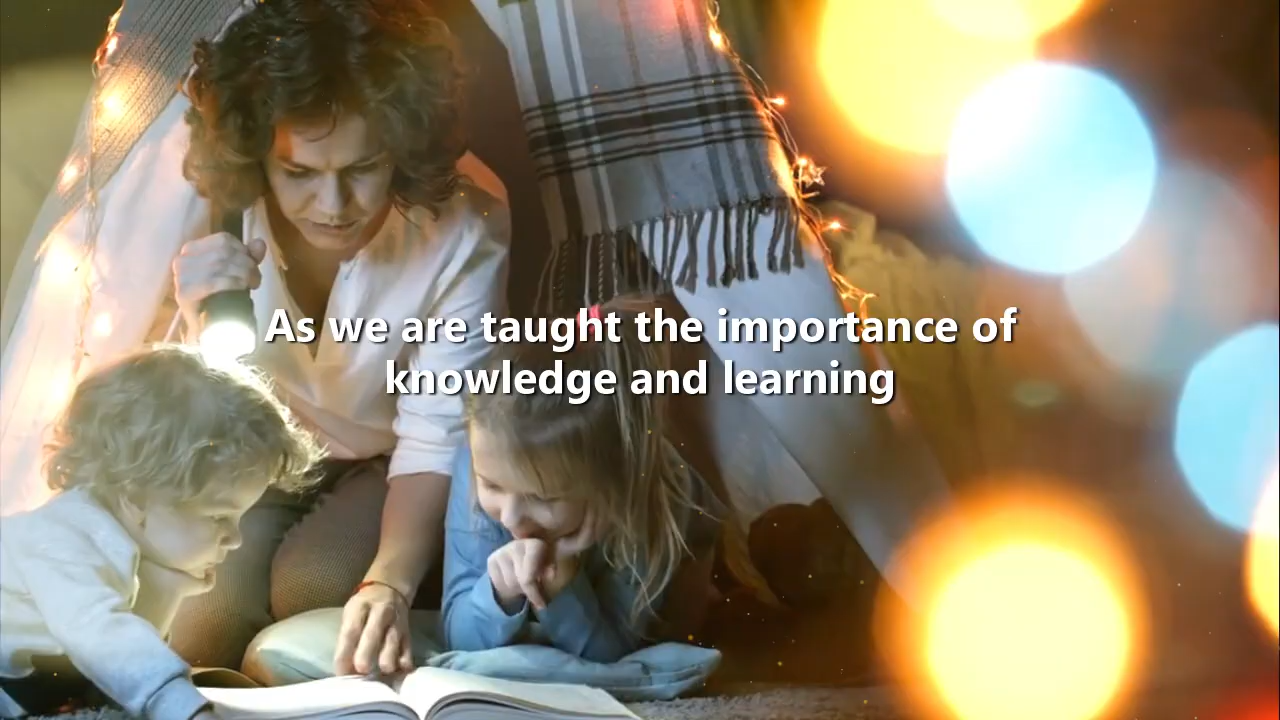 As we are taught the importance of
knowledge and learning